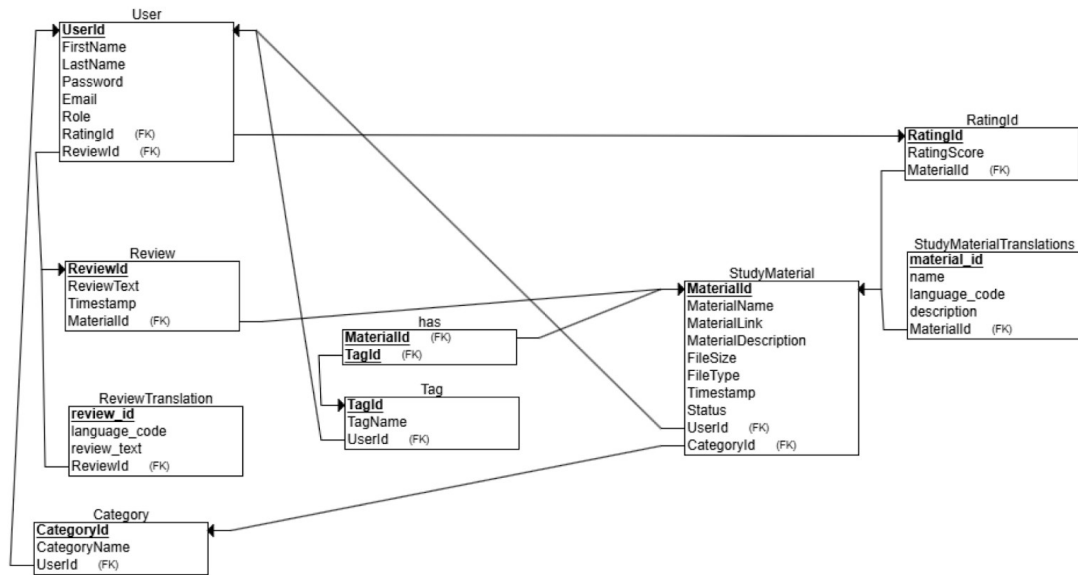 User
UserId
FirstName
LastName
Password
Email
Role
RatingId (FK)
ReviewId (FK)
RatingId
RatingId
RatingScore
MaterialId (FK)
Review
ReviewId
ReviewText
Timestamp
MaterialId (FK)
StudyMaterialTranslations
material_id
name
language_code
description
MaterialId (FK)
StudyMaterial
MaterialId
MaterialName
MaterialLink
MaterialDescription
FileSize
FileType
Timestamp
Status
UserId (FK)
CategoryId (FK)
has
MaterialId (FK)
TagId (FK)
Tag
TagId
TagName
UserId (FK)
ReviewTranslation
review_id
language_code
review_text
ReviewId (FK)
Category
CategoryId
CategoryName
UserId (FK)